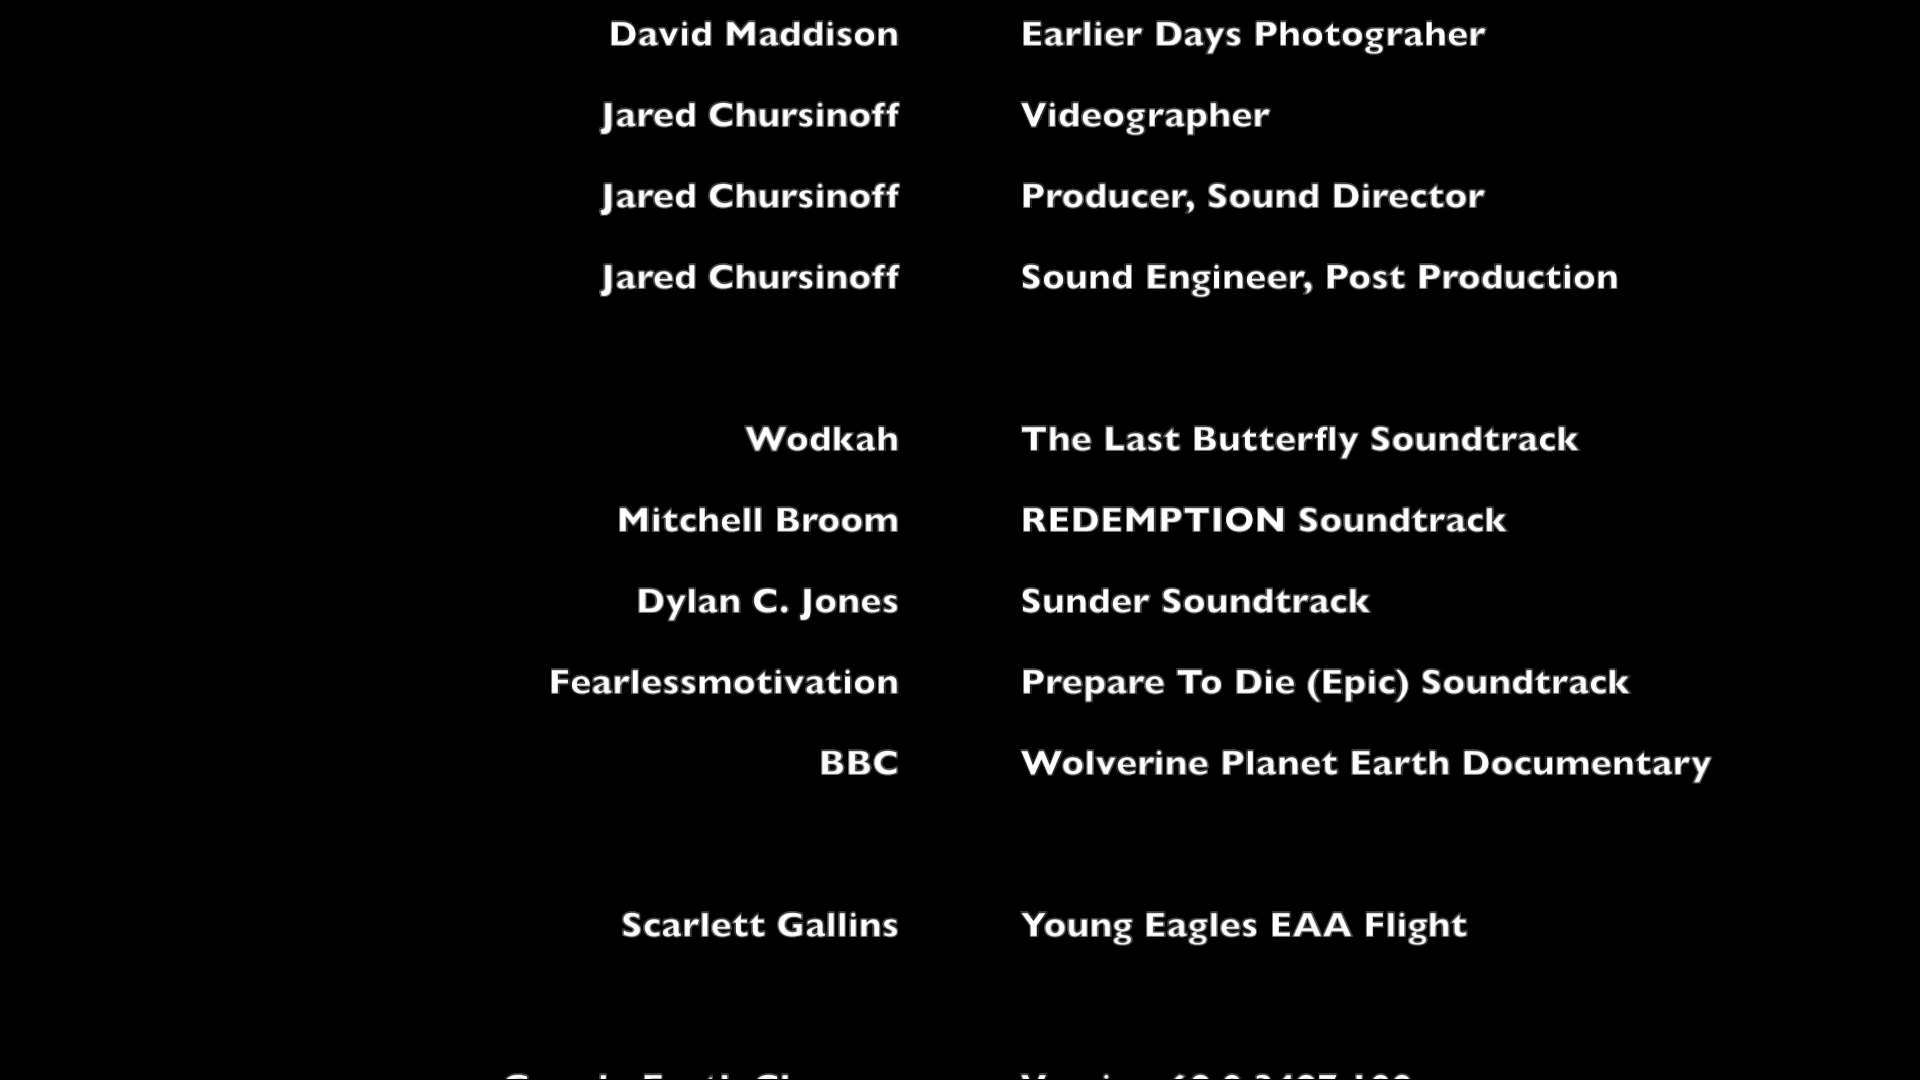 David Maddison Earlier Days Photograher
Jared Chursinoff Videographer
Jared Chursinoff Producer, Sound Director
Jared Chursinoff Sound Engineer, Post Production
Wodkah The Last Butterfly Soundtrack
Mitchell Broom REDEMPTION Soundtrack
Dylan C. Jones Sunder Soundtrack
Fearlessmotivation Prepare To Die (Epic) Soundtrack
BBC Wolverine Planet Earth Documentary
Scarlett Gallins Young Eagles EAA Flight